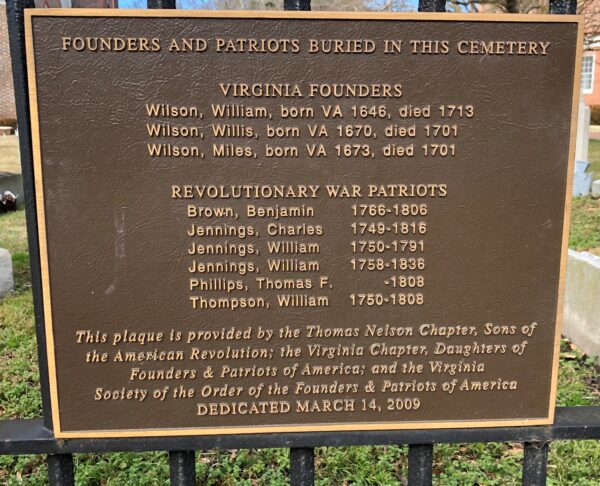 FOUNDERS AND PATRIOTS BURIED IN THIS CEMETERY
VIRGINIA FOUNDERS
Wilson, William, born VA 1646, died 1713
Wilson, Willis, born VA 1670, died 1701
Wilson, Miles, born VA 1673, died 1701
REVOLUTIONARY WAR PATRIOTS
Brown, Benjamin 1766-1806
Jennings, Charles 1749-1816
Jennings, William 1750-1791
Jennings, William 1758-1836
Phillips, Thomas F. -1808
Thompson, William 1750-1808
This plaque is provided by the Thomas Nelson Chapter, Sons of
the American Revolution; the Virginia Chapter, Daughters of
Founders & Patriots of America; and the Virginia
Society of the Order of the Founders & Patriots of America
DEDICATED MARCH 14, 2009